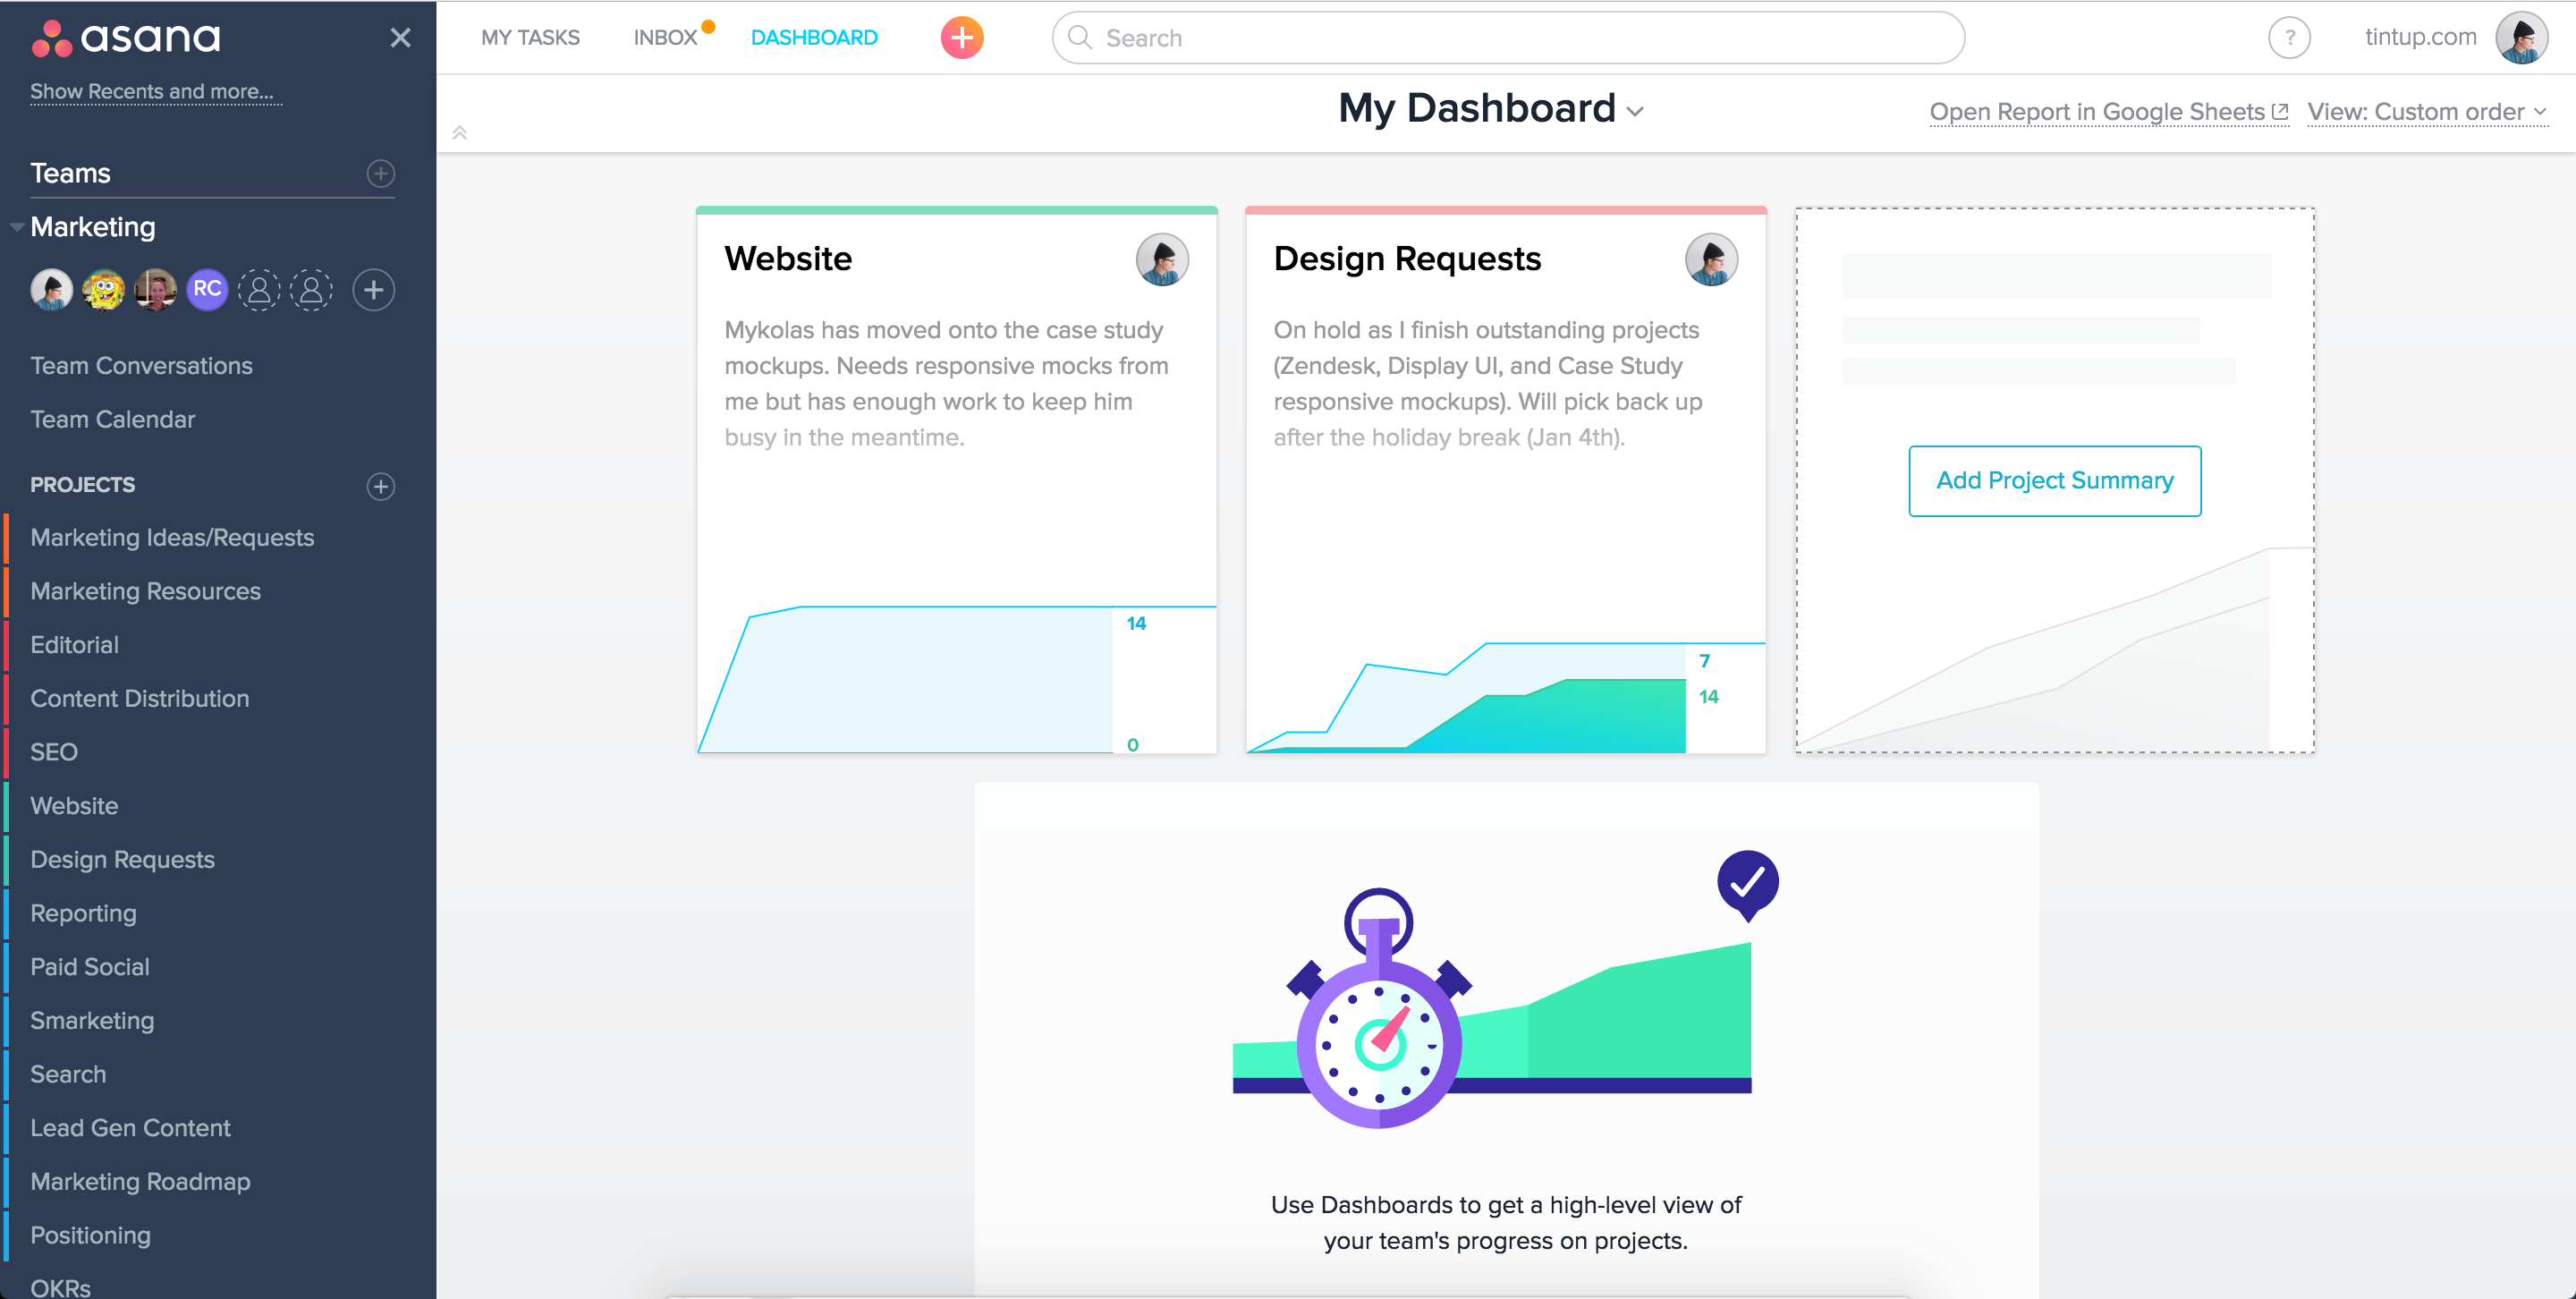 asana
Show Recents and more...
Teams
Marketing
RC
Team Conversations
Team Calendar
PROJECTS
Marketing Ideas/Requests
Marketing Resources
Editorial
Content Distribution
SEO
Website
Design Requests
Reporting
Paid Social
Smarketing
Search
Lead Gen Content
Marketing Roadmap
Positioning
OKRs
MY TASKS
INBOX
DASHBOARD
Search
?
tintup.com
My Dashboard
Open Report in Google Sheets
View: Custom order
Website
Mykolas has moved onto the case study
mockups. Needs responsive mocks from
me but has enough work to keep him
busy in the meantime.
14
0
Design Requests
On hold as I finish outstanding projects
(Zendesk, Display UI, and Case Study
responsive mockups). Will pick back up
after the holiday break (Jan 4th).
7
14
Add Project Summary
Use Dashboards to get a high-level view of
your team's progress on projects.